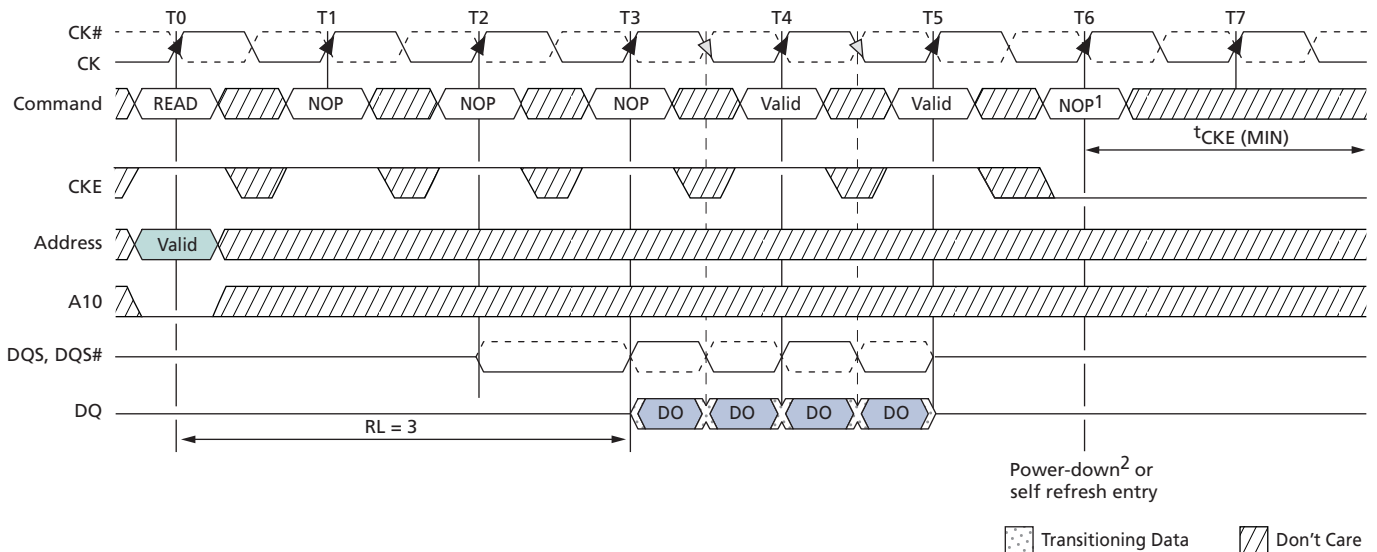 T0 T1 T2 T3 T4 T5 T6 T7
CK#
CK
Command READ NOP NOP NOP Valid Valid NOP1
tCKE (MIN)
CKE
Address Valid
A10
DQS, DQS#
DQ DO DO DO DO
RL = 3
Power-down2 or
self refresh entry
Transitioning Data Don't Care